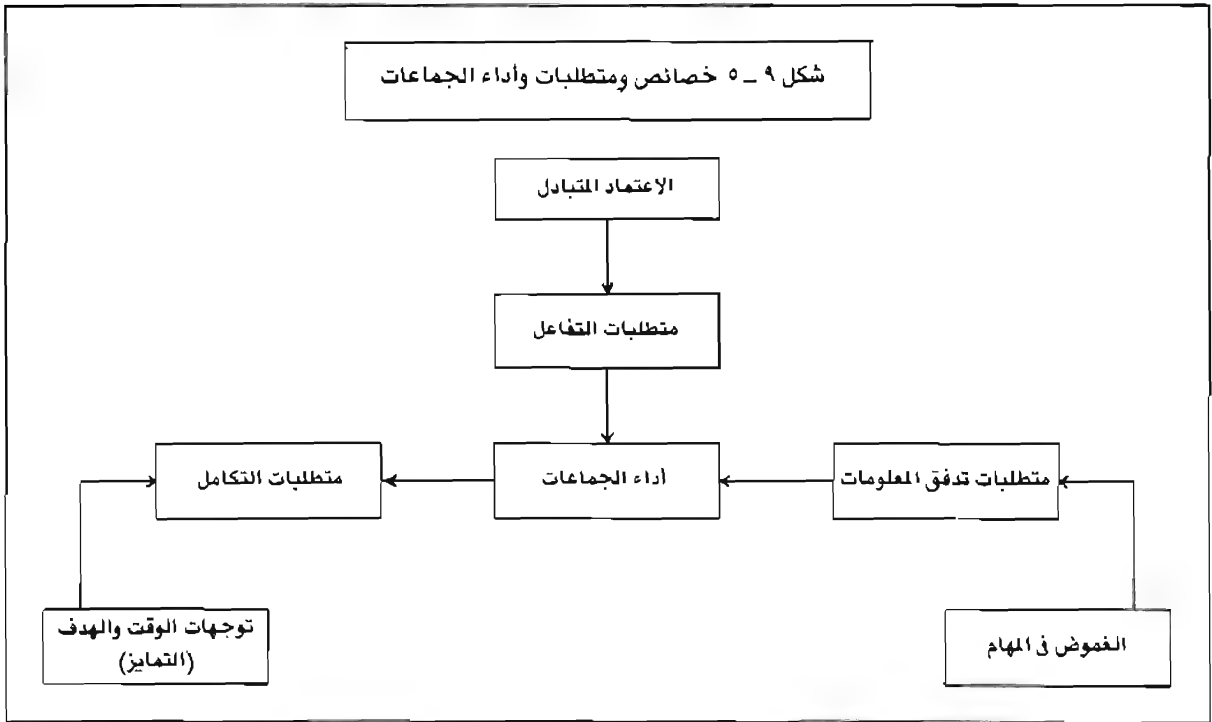 شكل ٩ – ٥ خصائص ومتطلبات وأداء الجماعات
الاعتماد المتبادل
متطلبات التفاعل
متطلبات تدفق المعلومات
أداء الجماعات
متطلبات التكامل
الغموض فى المهام
توجهات الوقت والهدف
(التمايز)